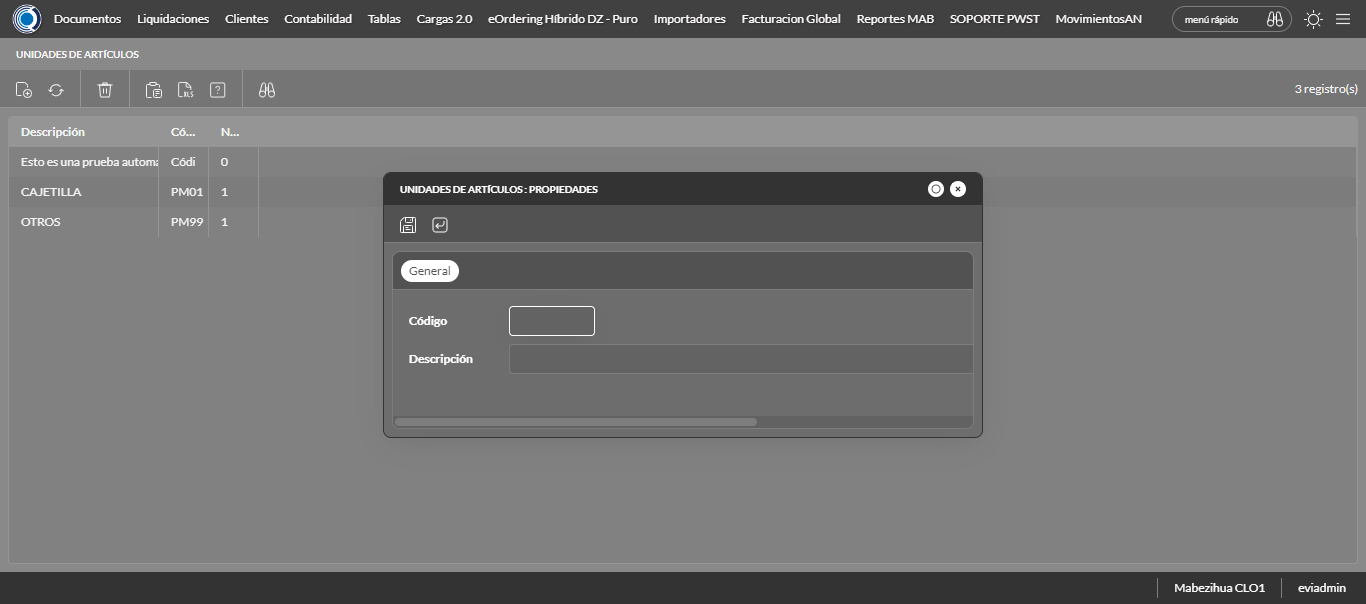 Documentos Liquidaciones Clientes Contabilidad Tablas Cargas 2.0 eOrdering Híbrido DZ - Puro Importadores Facturacion Global Reportes MAB SOPORTE PWST MovimientosAN menú rápido
UNIDADES DE ARTÍCULOS
XLS ? 3 registro(s)
Descripción Có... N...
Esto es una prueba automa Códi 0
CAJETILLA PM01 1
OTROS PM99 1
UNIDADES DE ARTÍCULOS : PROPIEDADES
General
Código
Descripción
Mabezihua CLO1 eviadmin